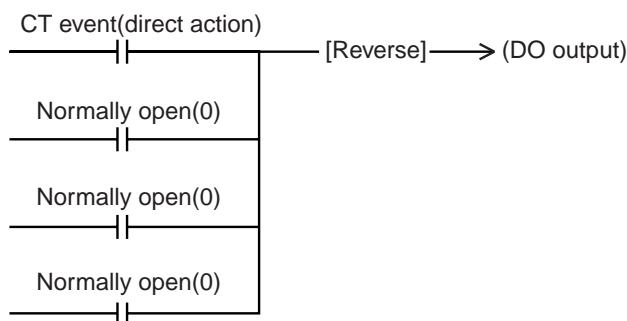 CT event(direct action)
[Reverse] (DO output)
Normally open(0)
Normally open(0)
Normally open(0)